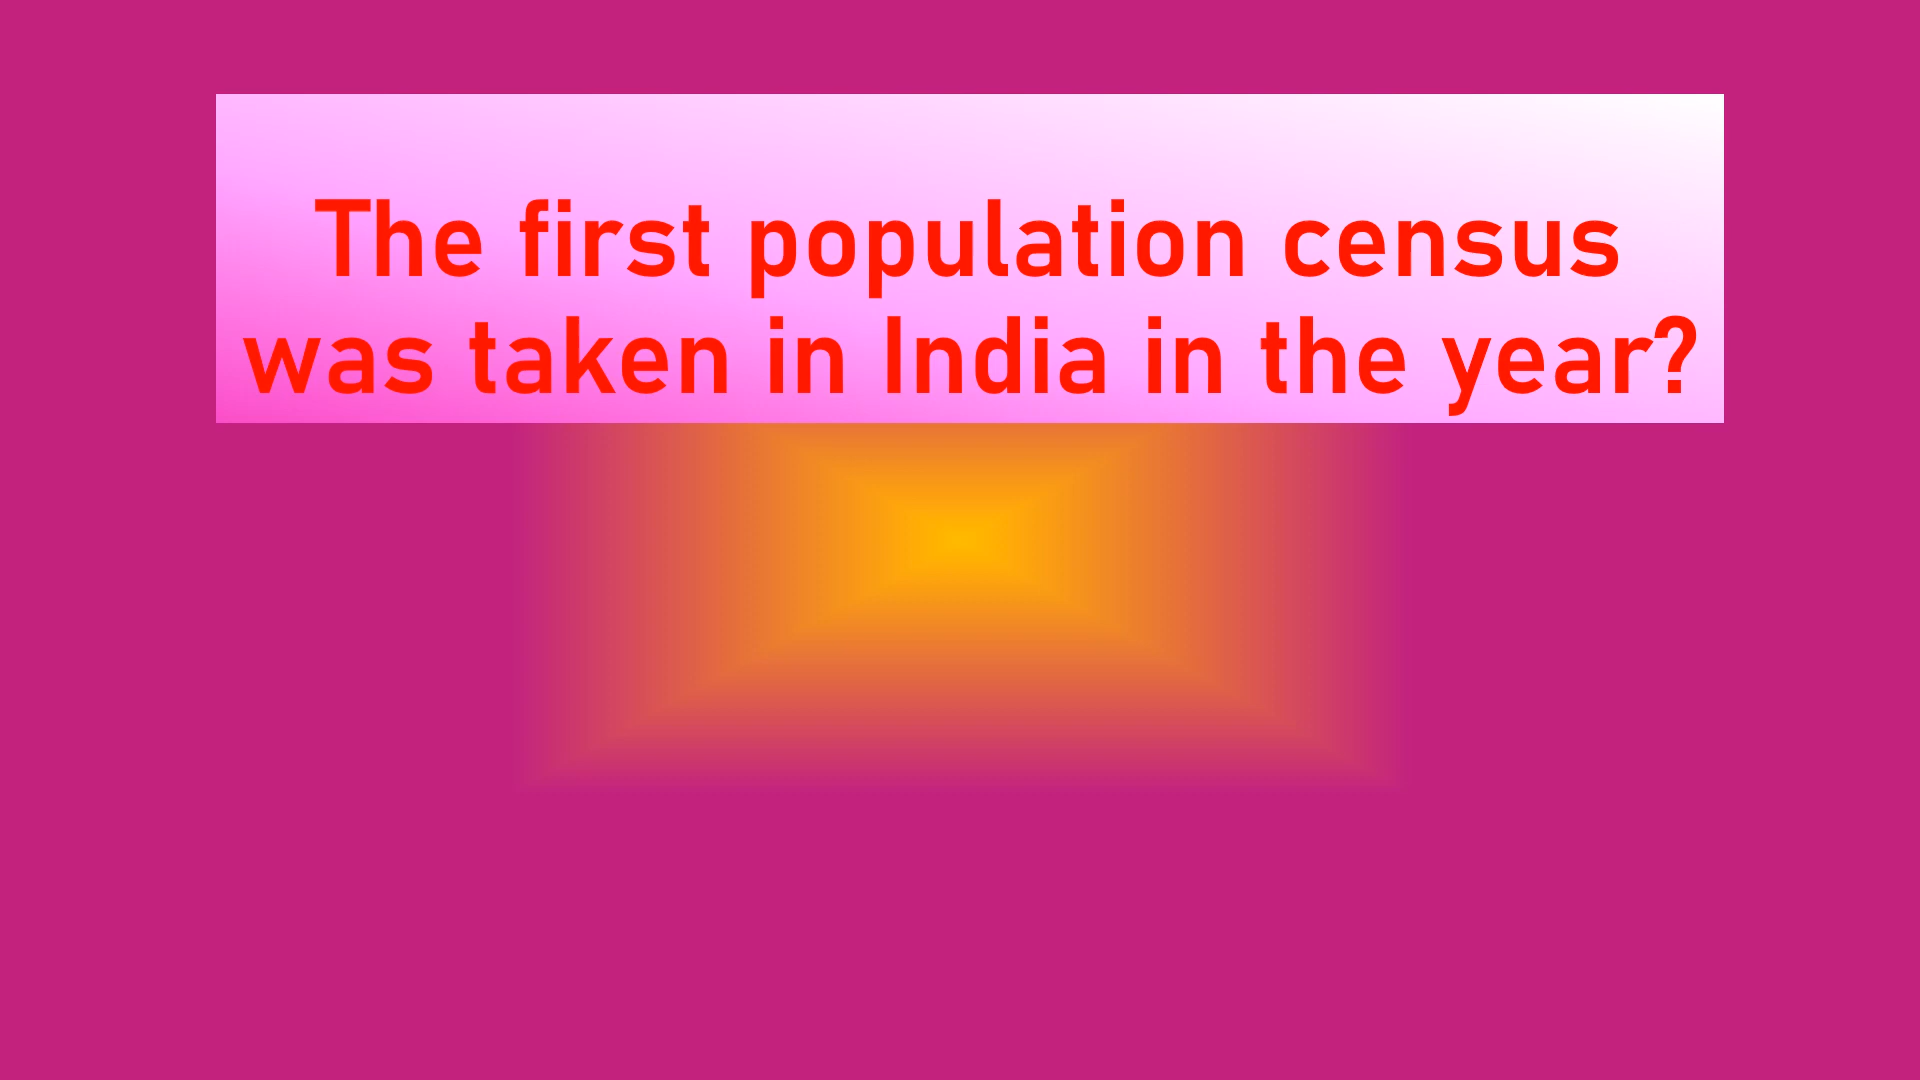 The first population census
was taken in India in the year?